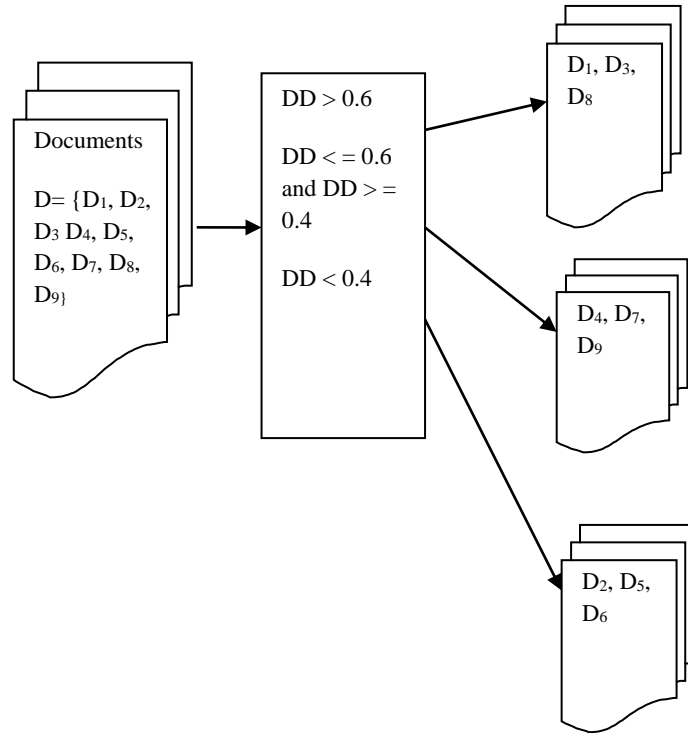 Documents
D= {D₁, D₂,
D₃ D₄, D₅,
D₆, D₇, D₈,
D₉}
DD > 0.6
DD < = 0.6
and DD > =
0.4
DD < 0.4
D₁, D₃,
D₈
D₄, D₇,
D₉
D₂, D₅,
D₆